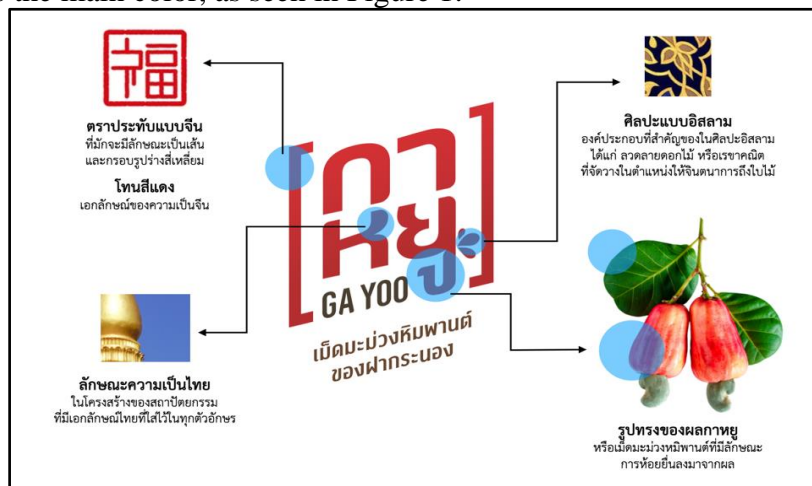 the main color, as seen in Figure 1.
福
ตราประทับแบบจีน
ที่มักจะมีลักษณะเป็นเส้น
และกรอบรูปร่างสี่เหลี่ยม
โทนสีแดง
เอกลักษณ์ของความเป็นจีน
ลักษณะความเป็นไทย
ในโครงสร้างของสถาปัตยกรรม
ที่มีเอกลักษณ์ไทยที่ใส่ไว้ในทุกตัวอักษร
กา
GA YOO
เม็ดมะม่วงหิมพานต์
ของฝากระนอง
ศิลปะแบบอิสลาม
องค์ประกอบที่สำคัญของในศิลปะอิสลาม
ได้แก่ ลวดลายดอกไม้ หรือเรขาคณิต
ที่จัดวางในตำแหน่งให้จินตนาการถึงใบไม้
รูปทรงของผลกาหยู
หรือเม็ดมะม่วงหมิพานต์ที่มีลักษณะ
การห้อยยื่นลงมาจากผล